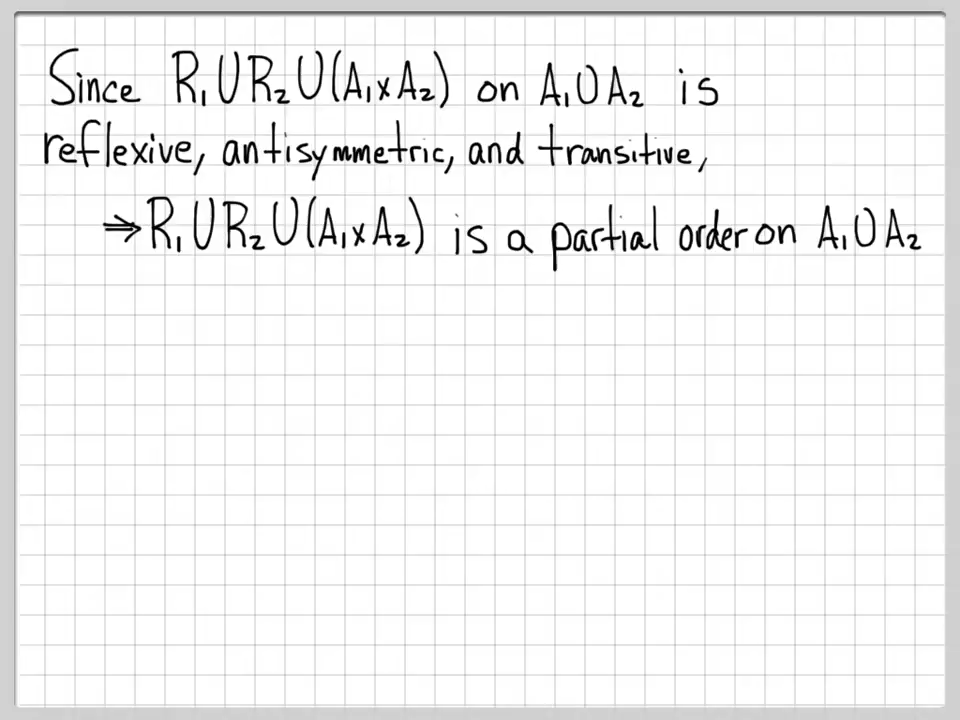 Since R₁∪R₂∪(A₁×A₂) on A₁∪A₂ is
reflexive, antisymmetric, and transitive,
⇒ R₁∪R₂∪(A₁×A₂) is a partial order on A₁∪A₂